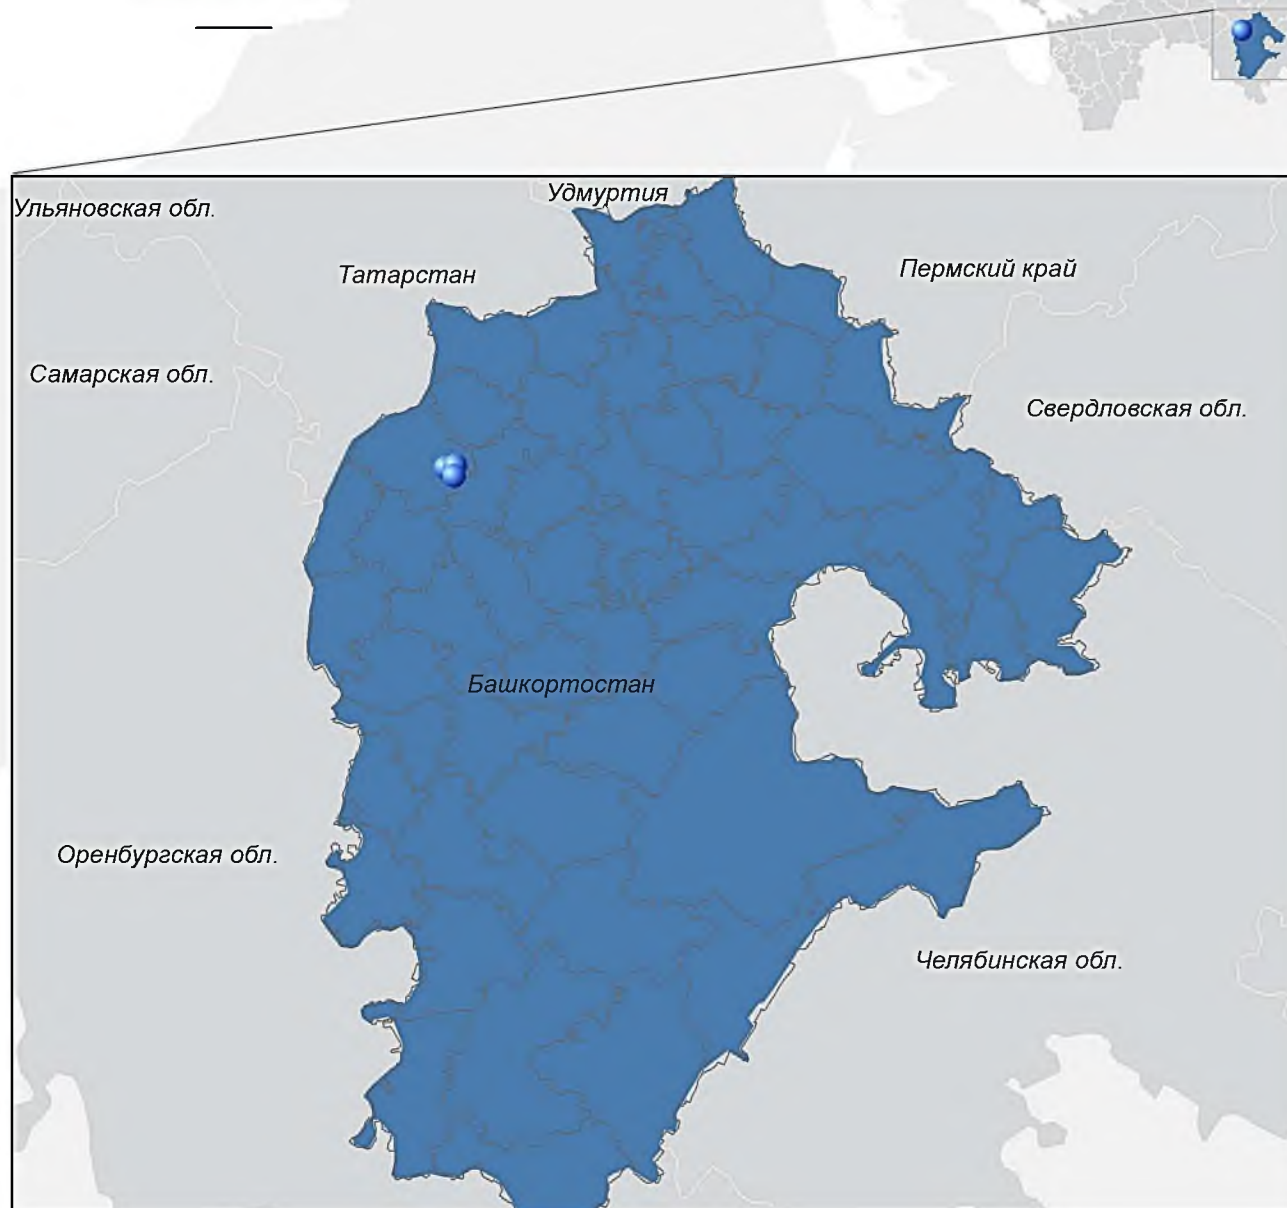 Удмуртия
Ульяновская обл.
Татарстан
Пермский край
Самарская обл.
Свердловская обл.
Башкортостан
Оренбургская обл.
Челябинская обл.